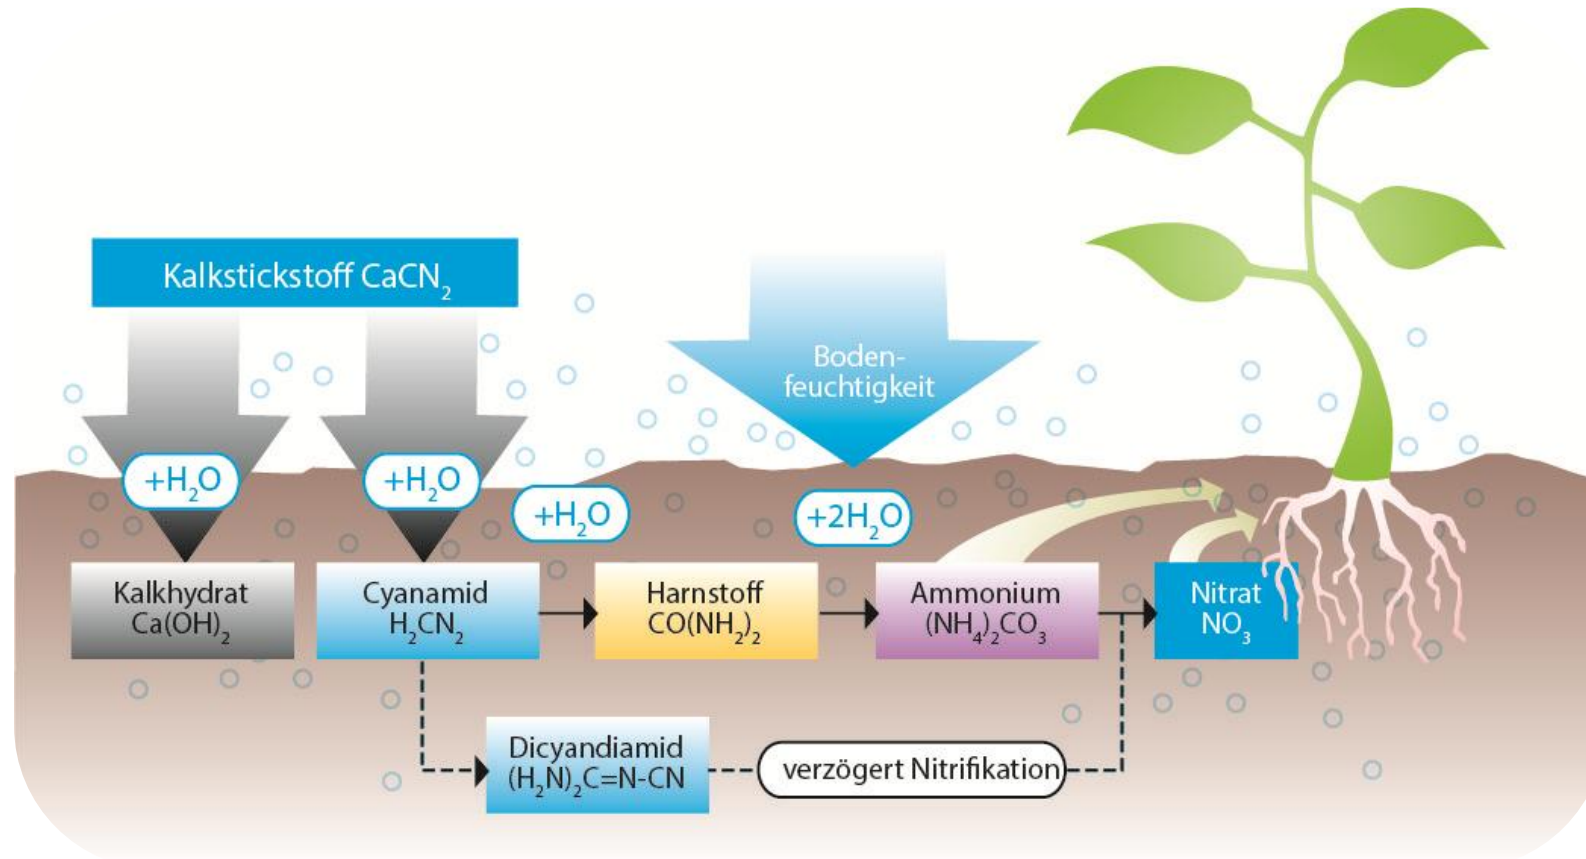 Kalkstickstoff CaCN₂
Boden-
feuchtigkeit
+H₂O
+H₂O
+H₂O
+2H₂O
Kalkhydrat
Ca(OH)₂
Cyanamid
H₂CN₂
Harnstoff
CO(NH₂)₂
Ammonium
(NH₄)₂CO₃
Nitrat
NO₃
Dicyandiamid
(H₂N)₂C=N-CN
verzögert Nitrifikation